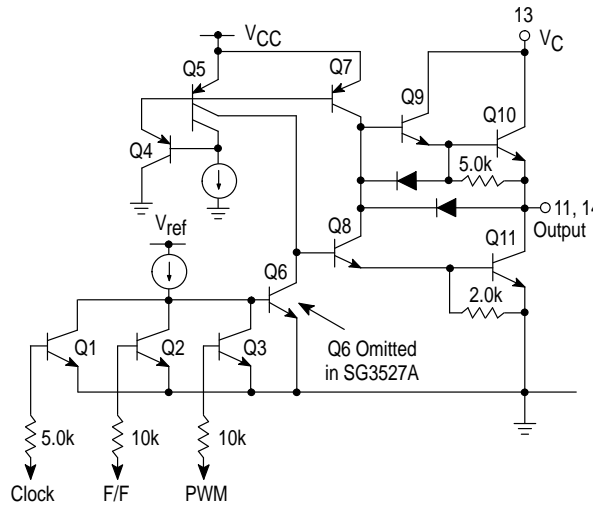 13
VCC
VC
Q5
Q7
Q9
Q10
Q4
5.0k
Vref
Q8
11, 14
Output
Q11
Q6
2.0k
Q1
Q2
Q3
Q6 Omitted
in SG3527A
5.0k
10k
10k
Clock
F/F
PWM